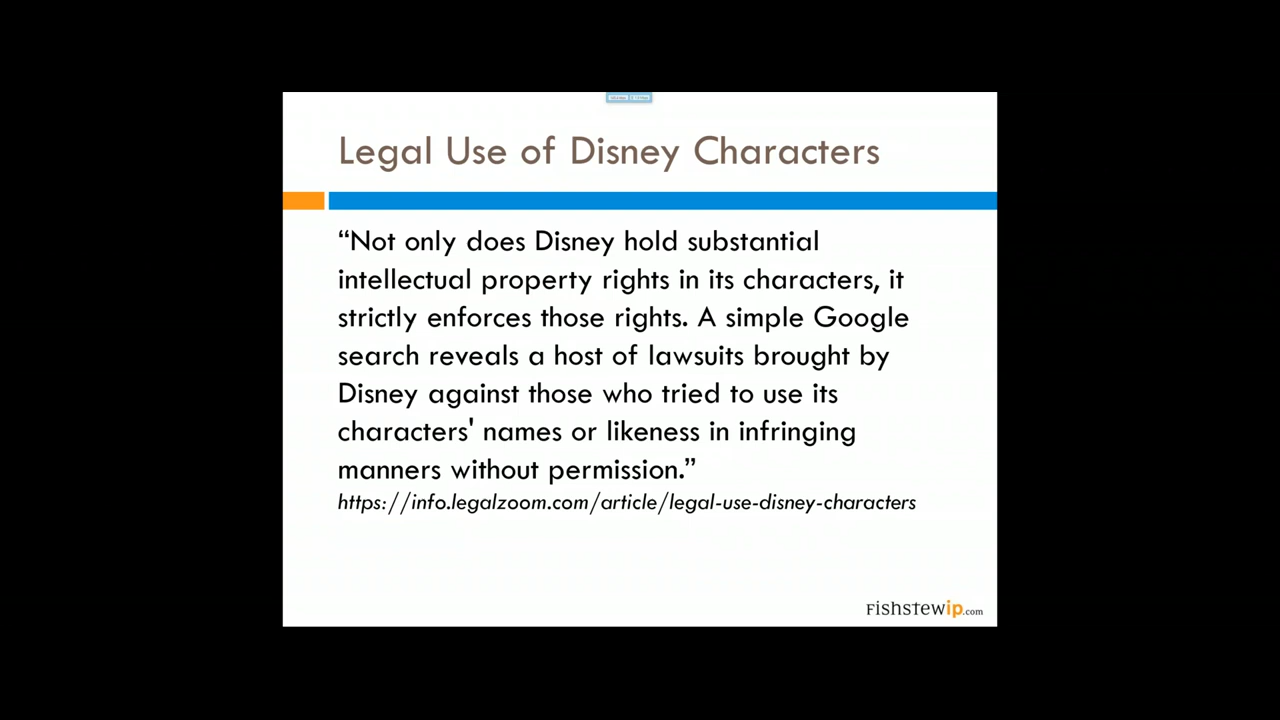 Legal Use of Disney Characters
“Not only does Disney hold substantial
intellectual property rights in its characters, it
strictly enforces those rights. A simple Google
search reveals a host of lawsuits brought by
Disney against those who tried to use its
characters' names or likeness in infringing
manners without permission.”
https://info.legalzoom.com/article/legal-use-disney-characters
FISHSTEWip.com